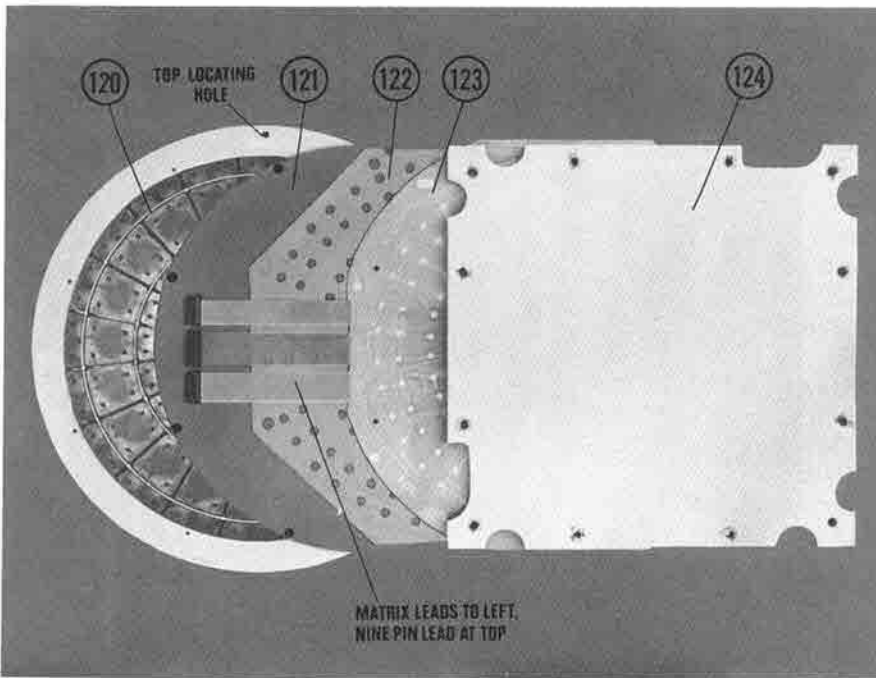 120
TOP LOCATING
HOLE
121
122
123
124
MATRIX LEADS TO LEFT,
NINE PIN LEAD AT TOP